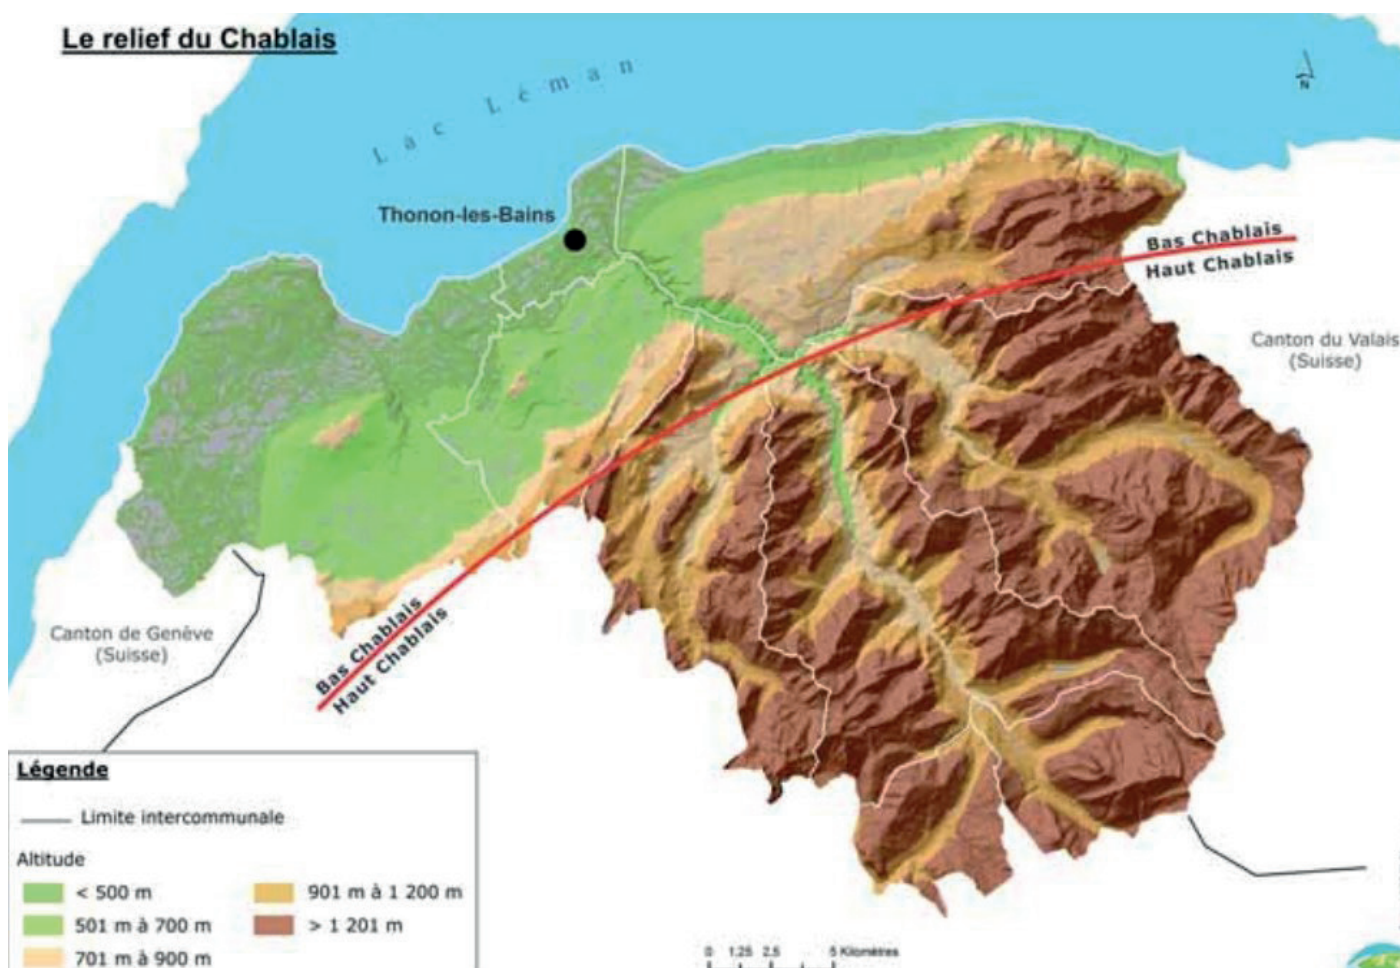 Le relief du Chablais
Lac Léman
N
Thonon-les-Bains
Bas Chablais
Haut Chablais
Canton du Valais
(Suisse)
Canton de Genève
(Suisse)
Bas Chablais
Haut Chablais
Légende
Limite intercommunale
Altitude
< 500 m
901 m à 1 200 m
501 m à 700 m
> 1 201 m
701 m à 900 m
0 1,25 2,5 5 Kilomètres